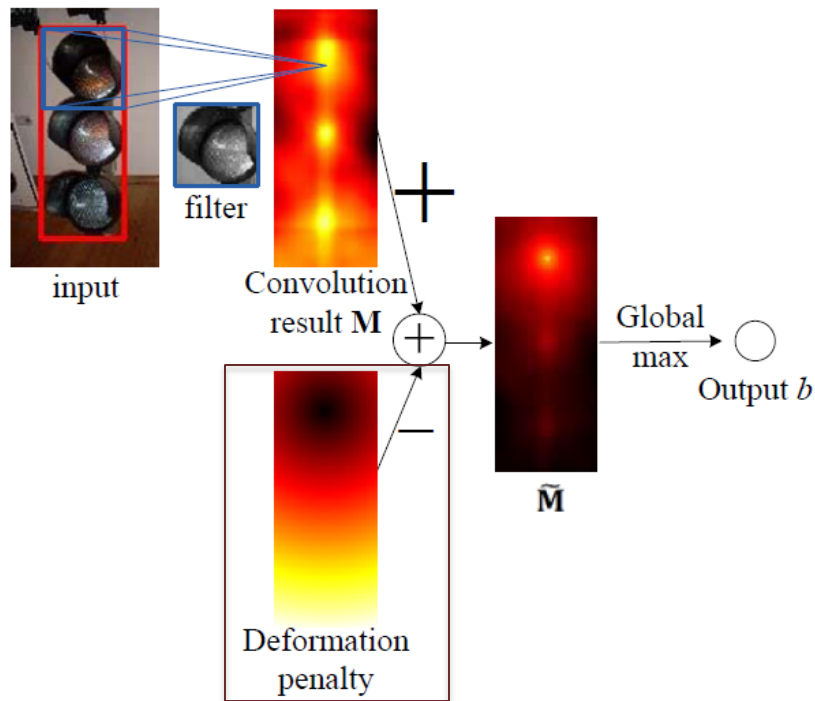 input
filter
Convolution
result M
+
+
−
Deformation
penalty
M̃
Global
max
Output b